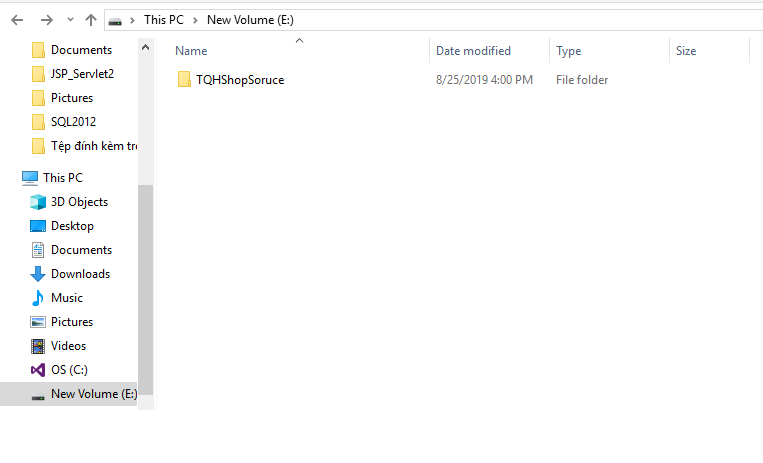 This PC > New Volume (E:)
Name Date modified Type Size
Documents
JSP_Servlet2
Pictures
SQL2012
Tệp đính kèm tr
This PC
3D Objects
Desktop
Documents
Downloads
Music
Pictures
Videos
OS (C:)
New Volume (E:)
TQHShopSoruce 8/25/2019 4:00 PM File folder